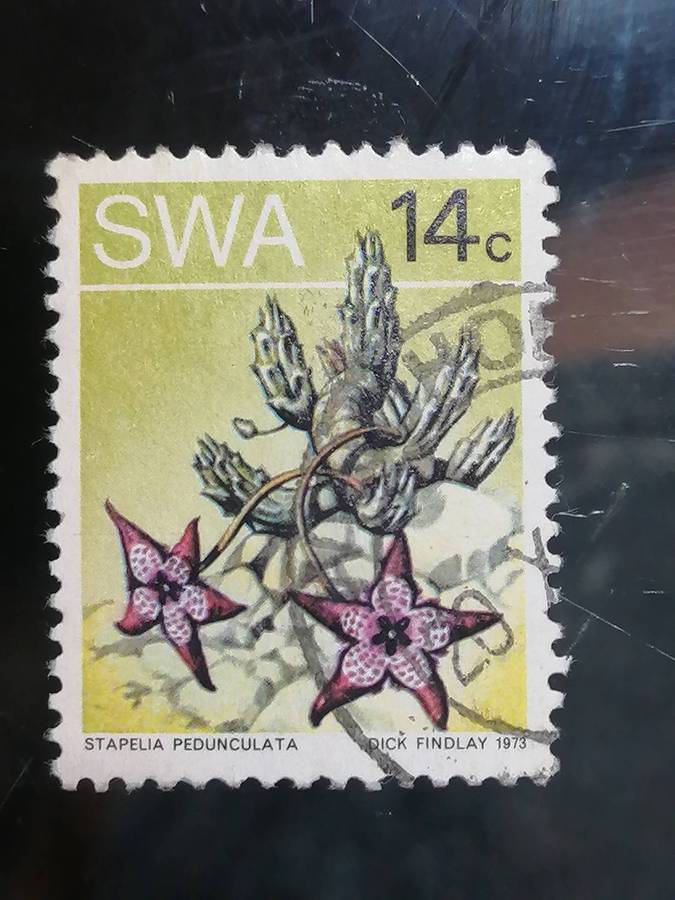 SWA 14c
STAPELIA PEDUNCULATA DICK FINDLAY 1973